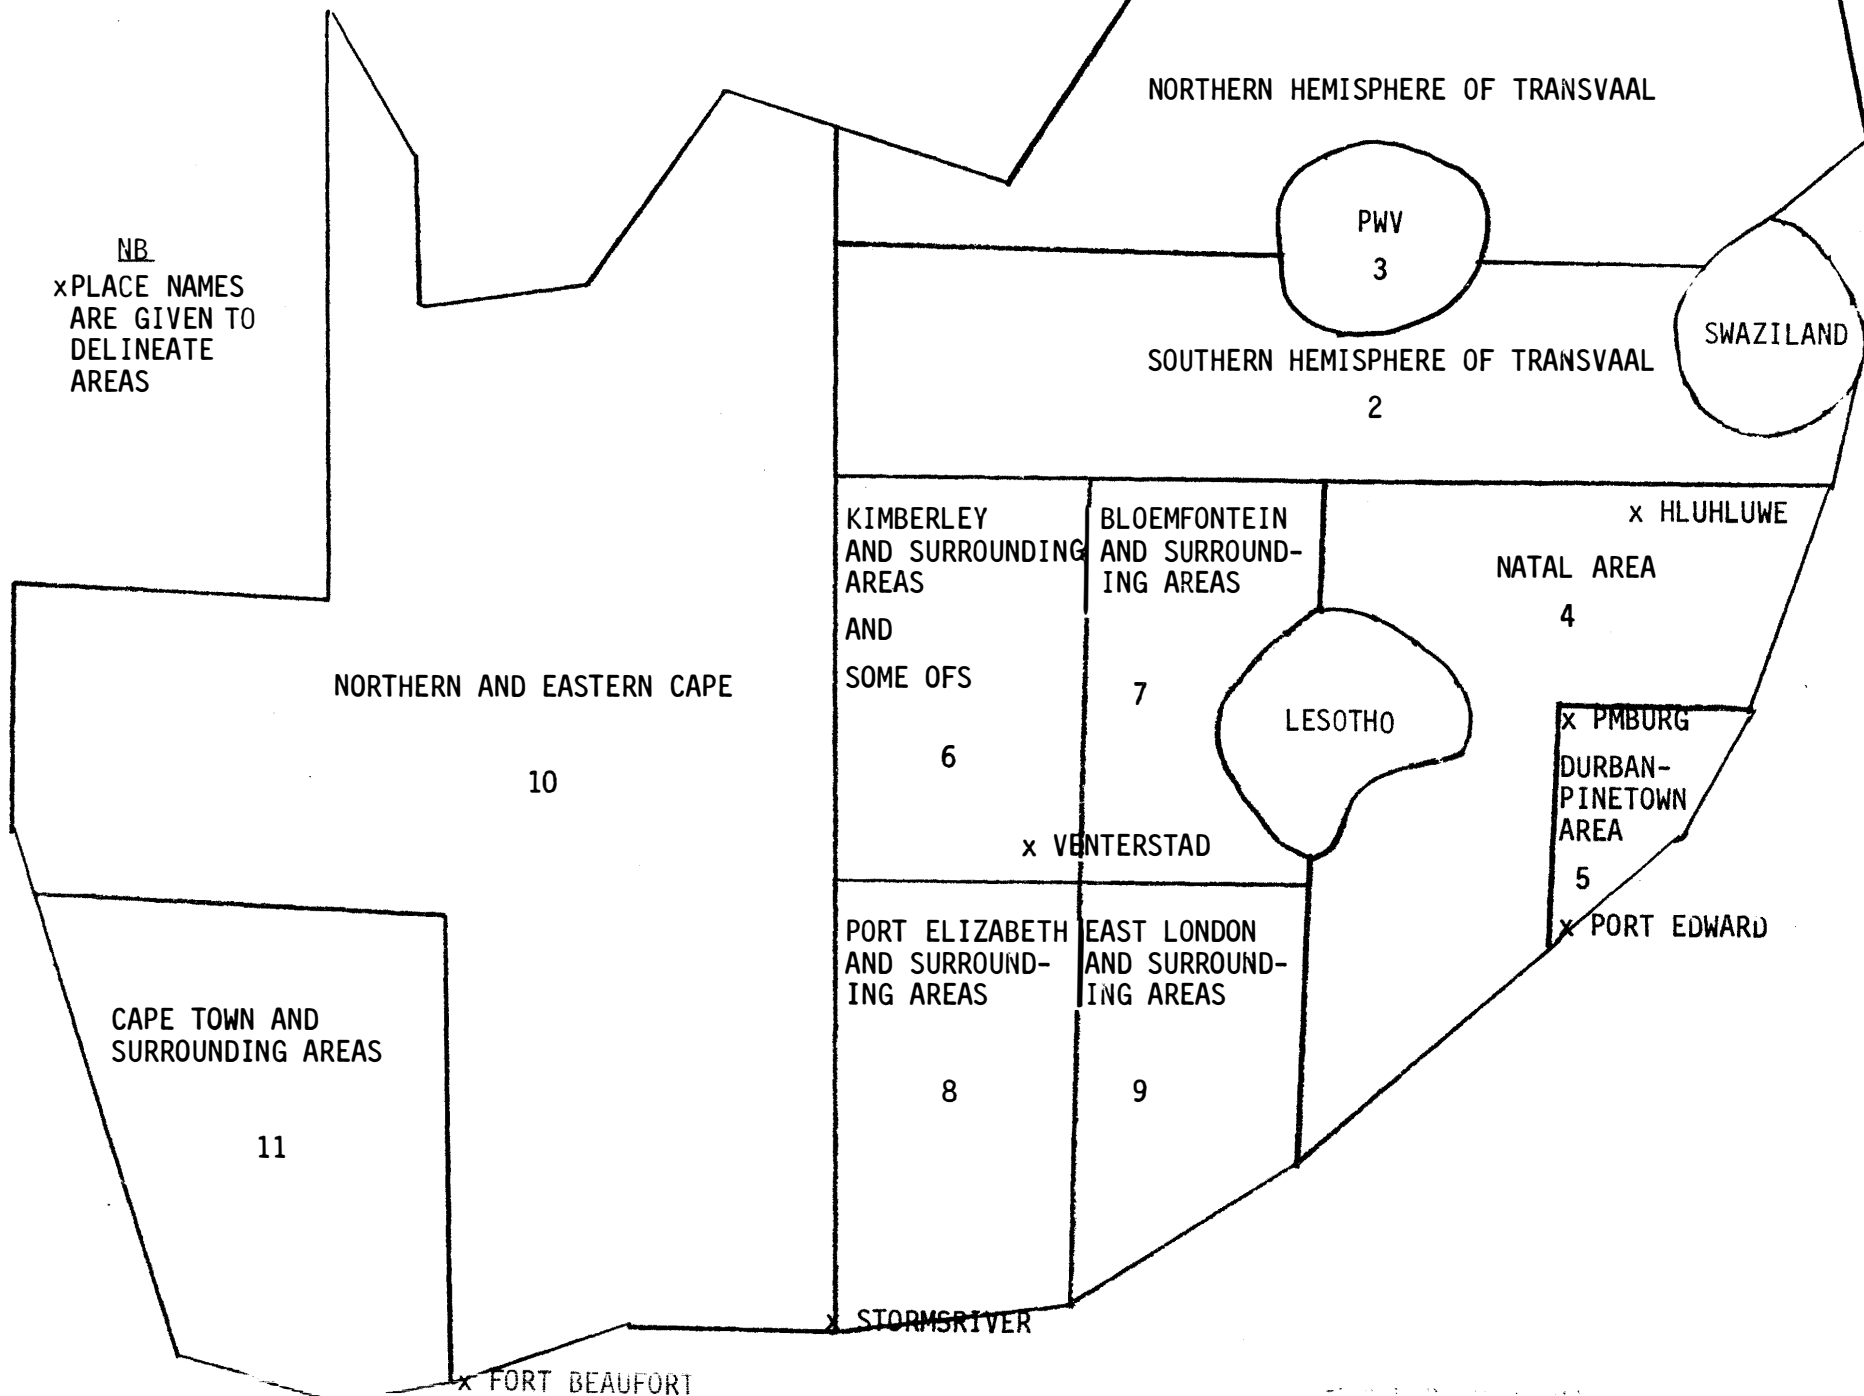 NORTHERN HEMISPHERE OF TRANSVAAL
PWV
3
NB
xPLACE NAMES
ARE GIVEN TO
DELINEATE
AREAS
SWAZILAND
SOUTHERN HEMISPHERE OF TRANSVAAL
2
KIMBERLEY
AND SURROUNDING
AREAS
AND
SOME OFS
6
BLOEMFONTEIN
AND SURROUND-
ING AREAS
7
x HLUHLUWE
NATAL AREA
4
LESOTHO
NORTHERN AND EASTERN CAPE
10
x PMBURG
DURBAN-
PINETOWN
AREA
5
x PORT EDWARD
x VENTERSTAD
PORT ELIZABETH
AND SURROUND-
ING AREAS
8
EAST LONDON
AND SURROUND-
ING AREAS
9
CAPE TOWN AND
SURROUNDING AREAS
11
x STORMSRIVER
x FORT BEAUFORT